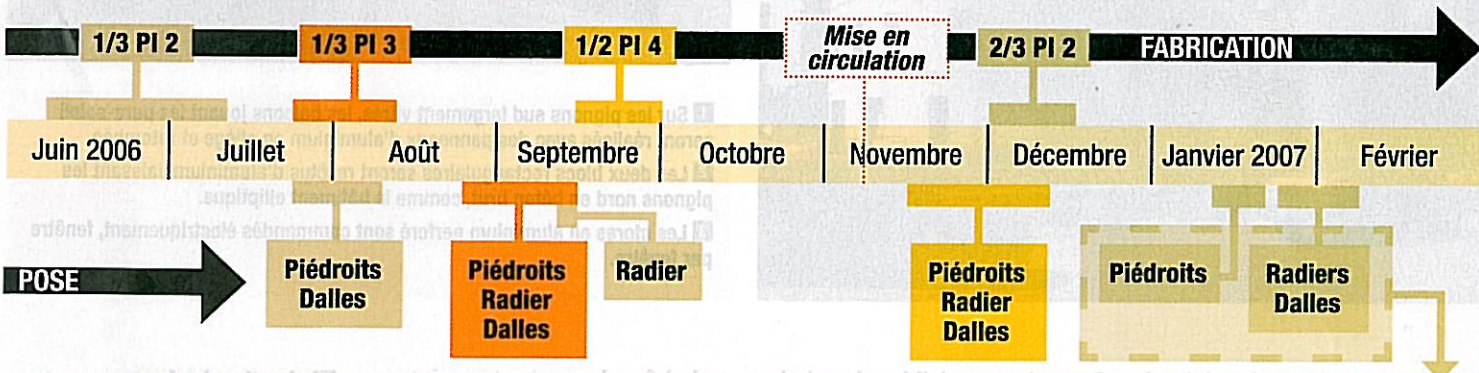 1/3 PI 2
1/3 PI 3
1/2 PI 4
Mise en
circulation
2/3 PI 2
FABRICATION
Juin 2006
Juillet
Août
Septembre
Octobre
Novembre
Décembre
Janvier 2007
Février
POSE
Piédroits
Dalles
Piédroits
Radier
Dalles
Radier
Piédroits
Radier
Dalles
Piédroits
Radiers
Dalles